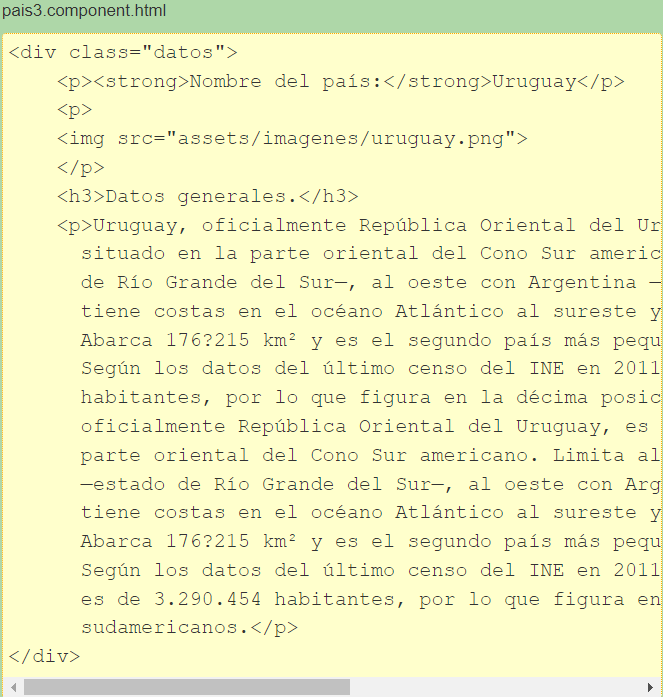 pais3.component.html
<div class="datos">
    <p><strong>Nombre del país:</strong>Uruguay</p>
    <p>
    <img src="assets/imagenes/uruguay.png">
    </p>
    <h3>Datos generales.</h3>
    <p>Uruguay, oficialmente República Oriental del Ur
      situado en la parte oriental del Cono Sur americ
      de Río Grande del Sur—, al oeste con Argentina —
      tiene costas en el océano Atlántico al sureste y
      Abarca 176?215 km² y es el segundo país más pequ
      Según los datos del último censo del INE en 2011
      habitantes, por lo que figura en la décima posic
      oficialmente República Oriental del Uruguay, es
      parte oriental del Cono Sur americano. Limita al
      —estado de Río Grande del Sur—, al oeste con Arg
      tiene costas en el océano Atlántico al sureste y
      Abarca 176?215 km² y es el segundo país más pequ
      Según los datos del último censo del INE en 2011
      es de 3.290.454 habitantes, por lo que figura en
      sudamericanos.</p>
</div>